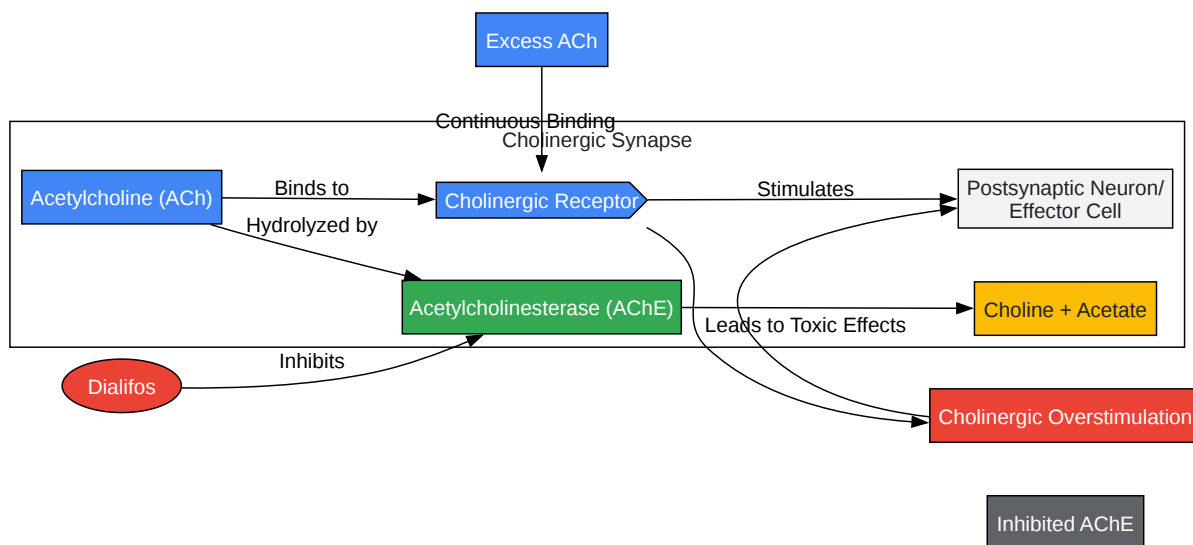 Excess ACh
Continuous Binding
Cholinergic Synapse
Acetylcholine (ACh)
Binds to
Cholinergic Receptor
Stimulates
Postsynaptic Neuron/
Effector Cell
Hydrolyzed by
Acetylcholinesterase (AChE)
Choline + Acetate
Leads to Toxic Effects
Inhibits
Dialifos
Cholinergic Overstimulation
Inhibited AChE